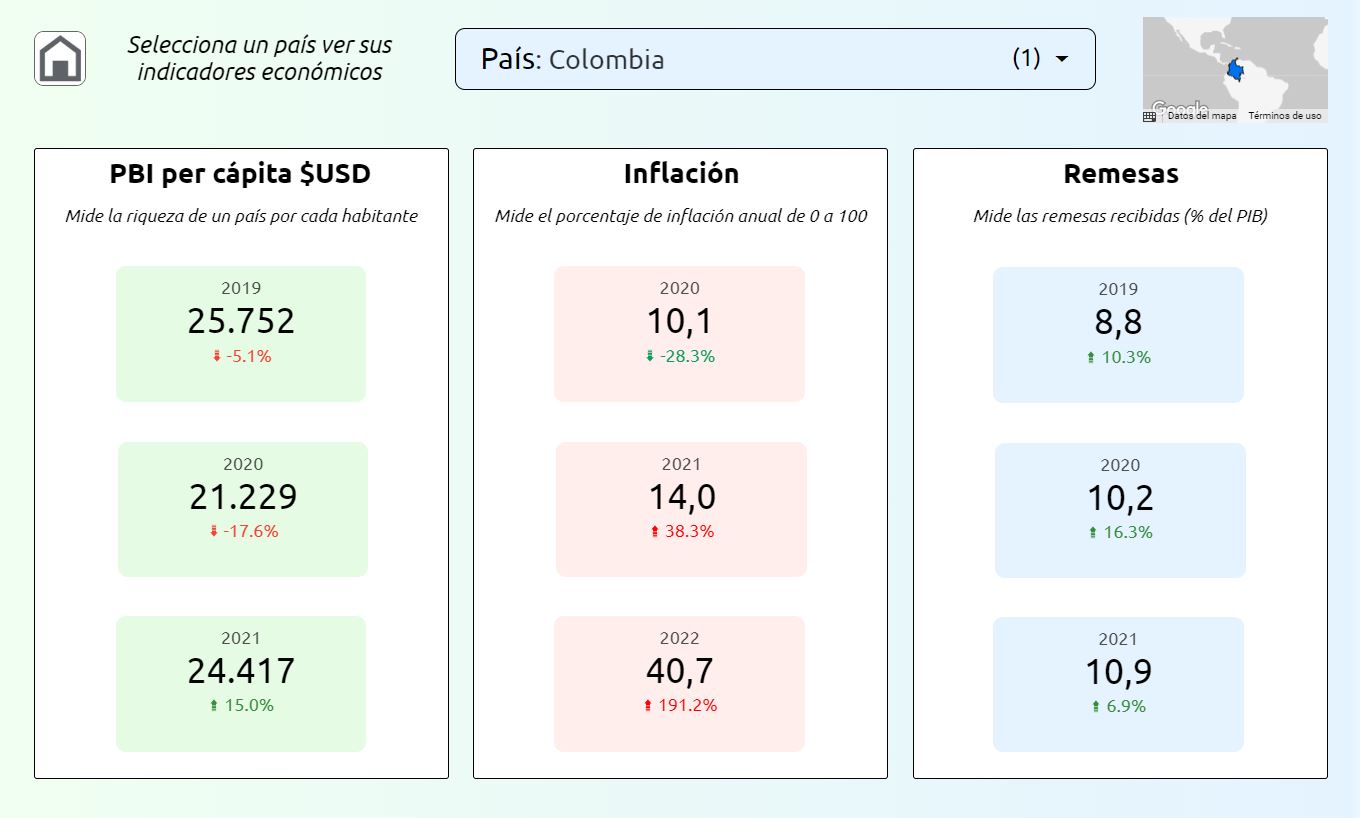 Selecciona un país ver sus
indicadores económicos
País: Colombia (1)
Google
Datos del mapa Términos de uso
PBI per cápita $USD
Mide la riqueza de un país por cada habitante
2019
25.752
-5.1%
2020
21.229
-17.6%
2021
24.417
15.0%
Inflación
Mide el porcentaje de inflación anual de 0 a 100
2020
10,1
-28.3%
2021
14,0
38.3%
2022
40,7
191.2%
Remesas
Mide las remesas recibidas (% del PIB)
2019
8,8
10.3%
2020
10,2
16.3%
2021
10,9
6.9%